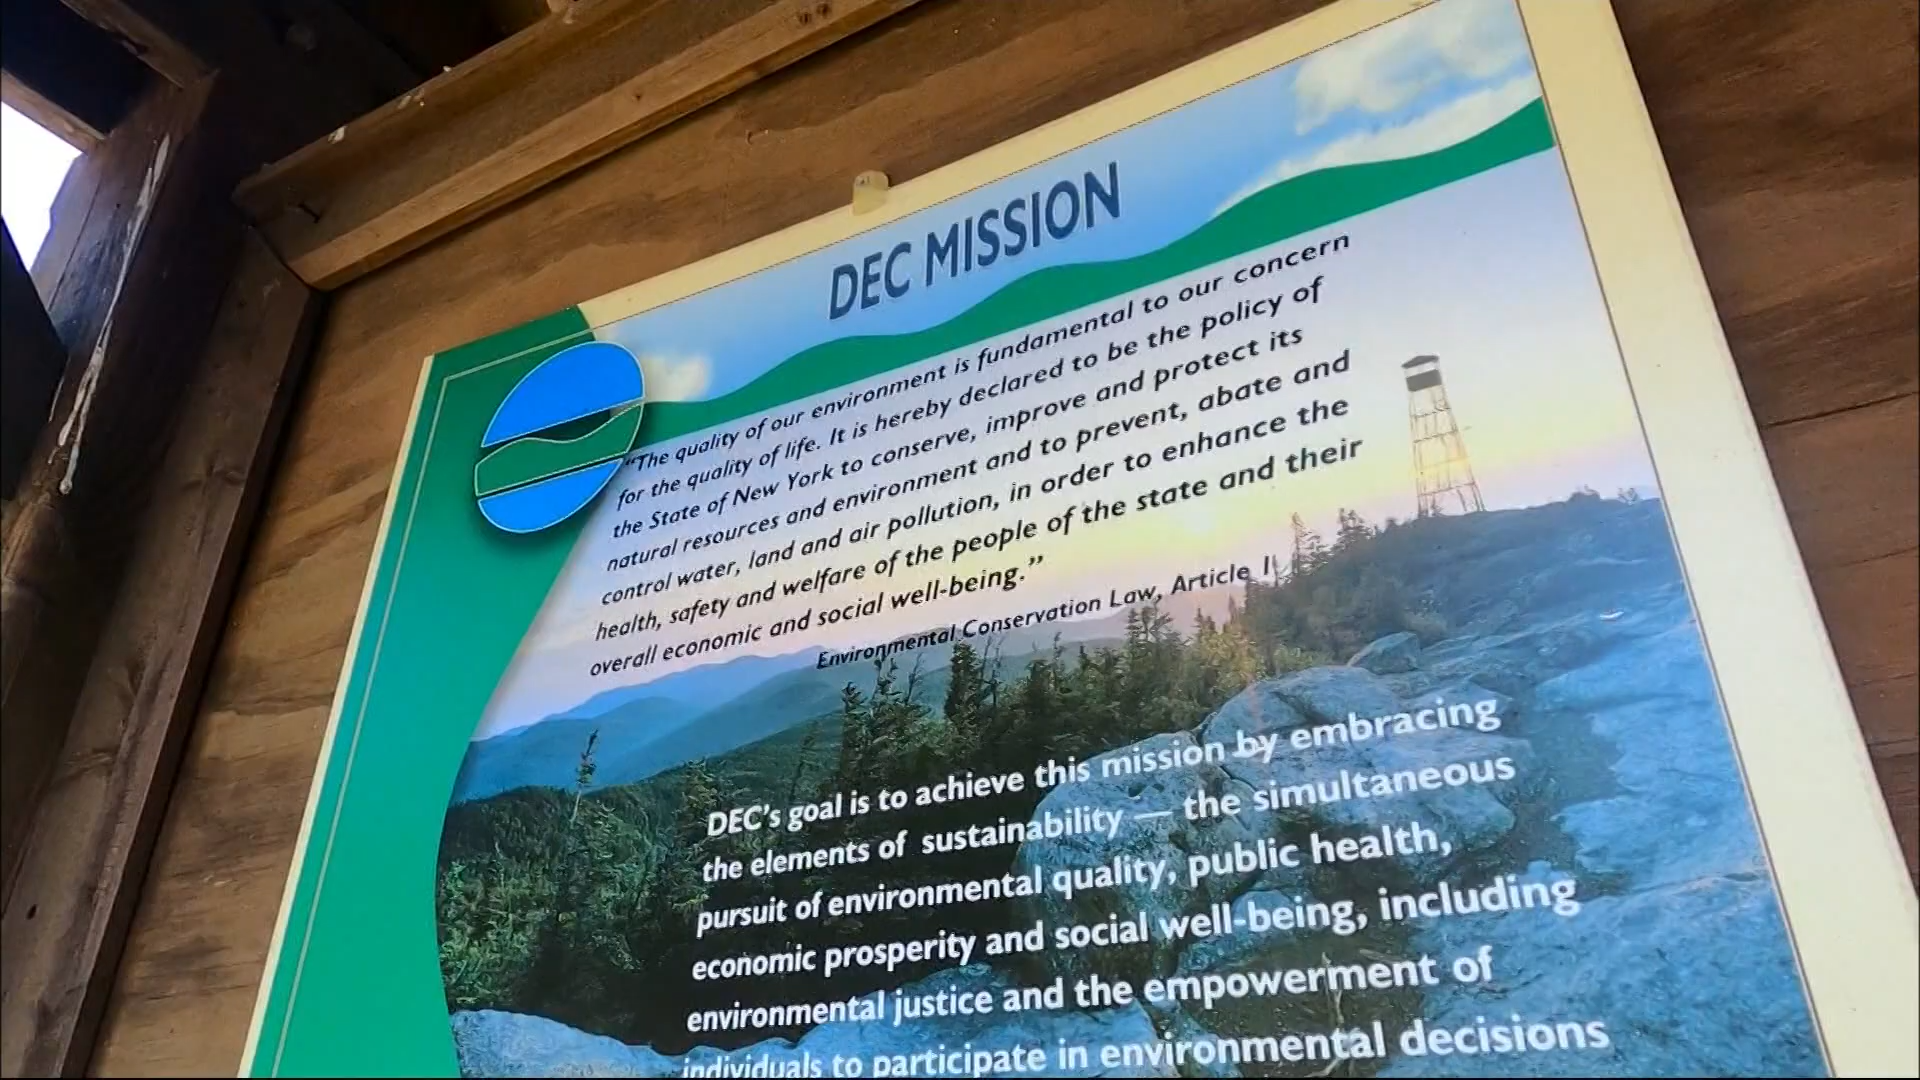 DEC MISSION
“The quality of our environment is fundamental to our concern
for the quality of life. It is hereby declared to be the policy of
the State of New York to conserve, improve and protect its
natural resources and environment and to prevent, abate and
control water, land and air pollution, in order to enhance the
health, safety and welfare of the people of the state and their
overall economic and social well-being.”
Environmental Conservation Law, Article I
DEC’s goal is to achieve this mission by embracing
the elements of sustainability — the simultaneous
pursuit of environmental quality, public health,
economic prosperity and social well-being, including
environmental justice and the empowerment of
individuals to participate in environmental decisions